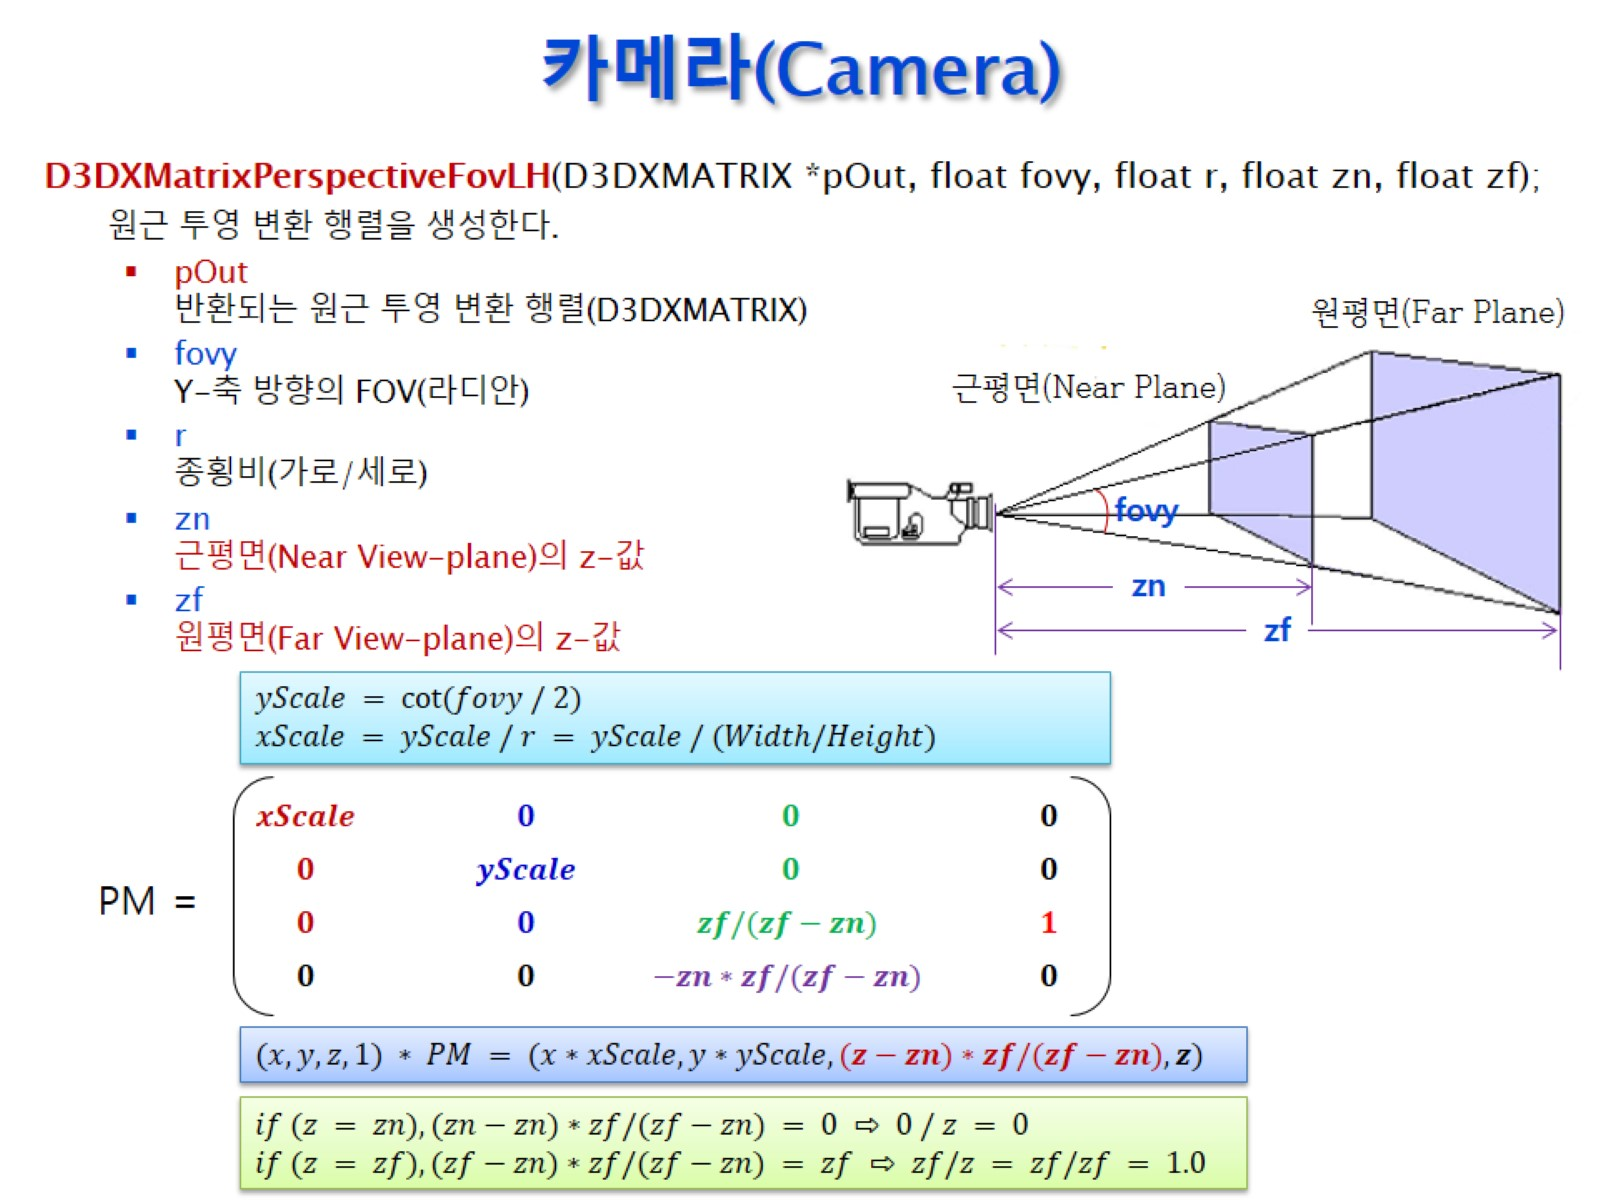 카메라(Camera)
D3DXMatrixPerspectiveFovLH(D3DXMATRIX *pOut, float fovy, float r, float zn, float zf);
원근 투영 변환 행렬을 생성한다.
▪ pOut
반환되는 원근 투영 변환 행렬(D3DXMATRIX)
▪ fovy
Y-축 방향의 FOV(라디안)
▪ r
종횡비(가로/세로)
▪ zn
근평면(Near View-plane)의 z-값
▪ zf
원평면(Far View-plane)의 z-값
원평면(Far Plane)
근평면(Near Plane)
fovy
zn
zf
yScale = cot(fovy / 2)
xScale = yScale / r = yScale / (Width/Height)
PM =
xScale 0 0 0
0 yScale 0 0
0 0 zf/(zf − zn) 1
0 0 −zn * zf/(zf − zn) 0
(x, y, z, 1) * PM = (x * xScale, y * yScale, (z − zn) * zf/(zf − zn), z)
if (z = zn), (zn − zn) * zf/(zf − zn) = 0 ⇨ 0 / z = 0
if (z = zf), (zf − zn) * zf/(zf − zn) = zf ⇨ zf/z = zf/zf = 1.0